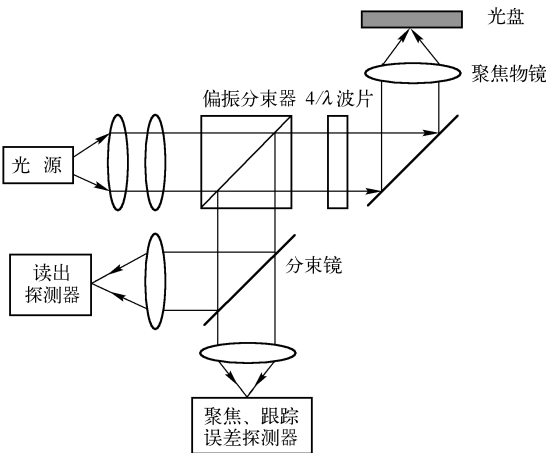 光盘
聚焦物镜
偏振分束器 4/λ波片
光 源
分束镜
读出
探测器
聚焦、跟踪
误差探测器